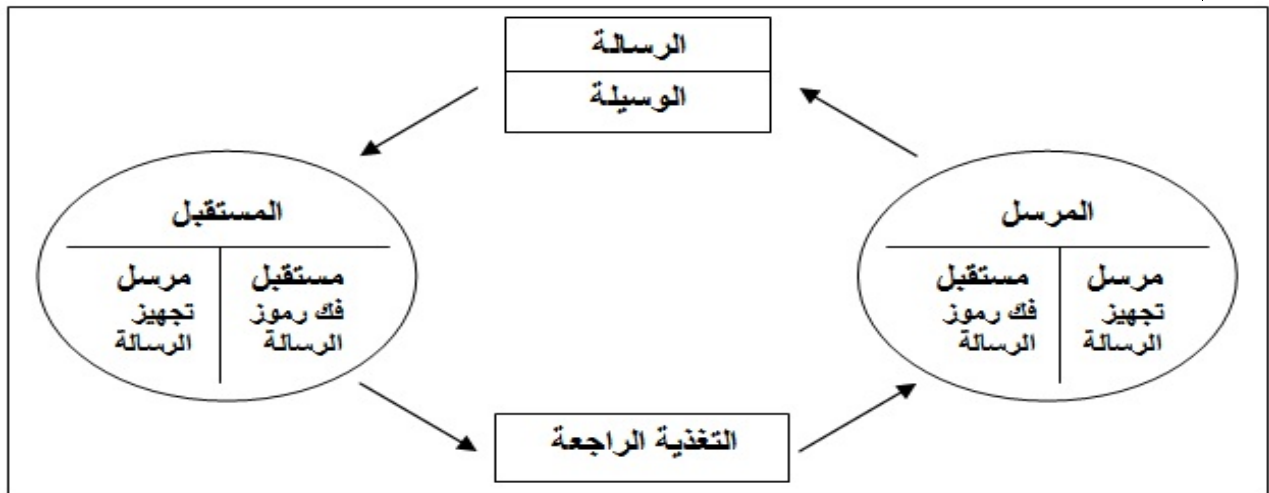 الرسالة
الوسيلة
المرسل
مرسل
تجهيز
الرسالة
مستقبل
فك رموز
الرسالة
المستقبل
مستقبل
فك رموز
الرسالة
مرسل
تجهيز
الرسالة
التغذية الراجعة